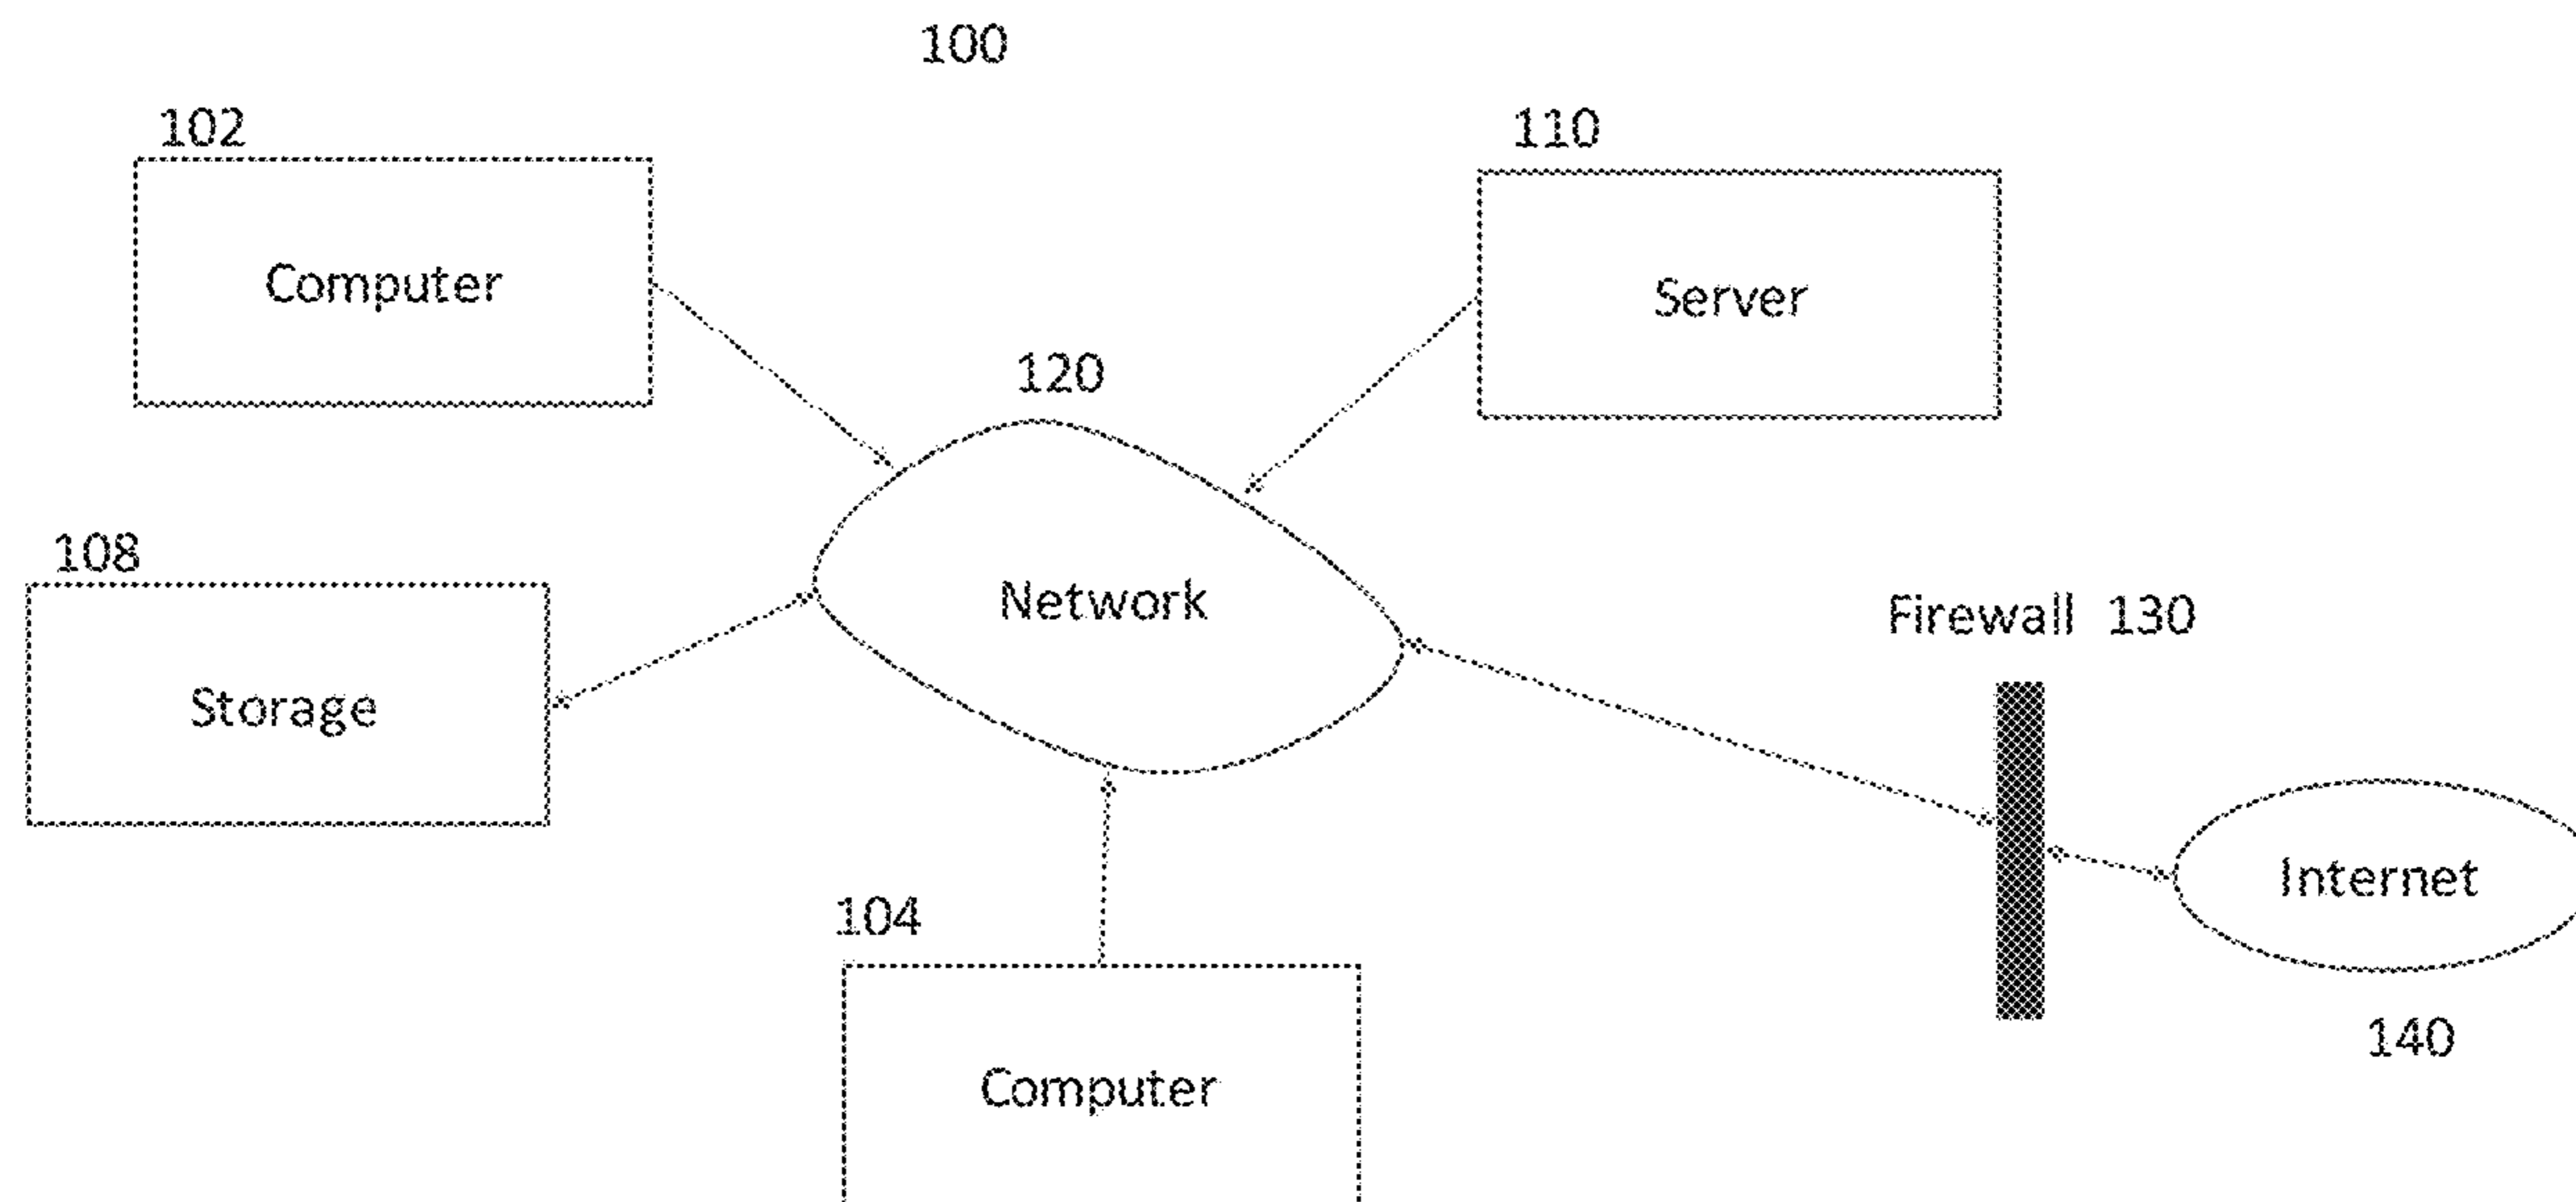 100
102
110
Computer
Server
120
108
Network
Firewall 130
Storage
Internet
104
140
Computer